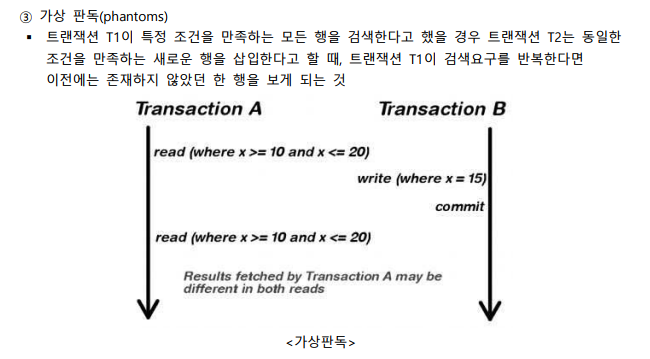 ③ 가상 판독(phantoms)
▪ 트랜잭션 T1이 특정 조건을 만족하는 모든 행을 검색한다고 했을 경우 트랜잭션 T2는 동일한
조건을 만족하는 새로운 행을 삽입한다고 할 때, 트랜잭션 T1이 검색요구를 반복한다면
이전에는 존재하지 않았던 한 행을 보게 되는 것
Transaction A
Transaction B
read (where x >= 10 and x <= 20)
write (where x = 15)
commit
read (where x >= 10 and x <= 20)
Results fetched by Transaction A may be
different in both reads
<가상판독>